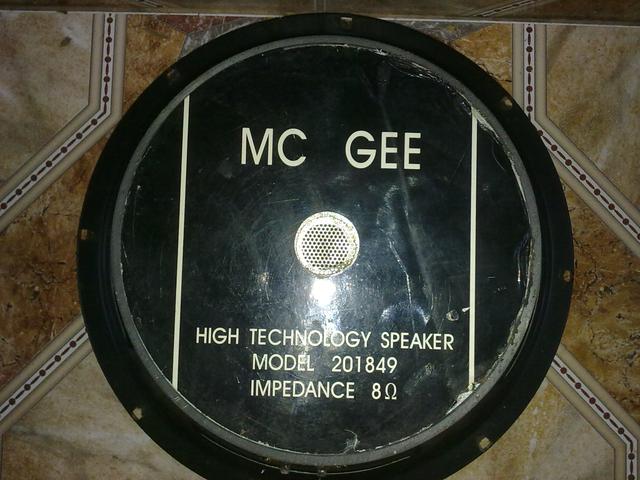 MC GEE
HIGH TECHNOLOGY SPEAKER
MODEL 201849
IMPEDANCE 8Ω